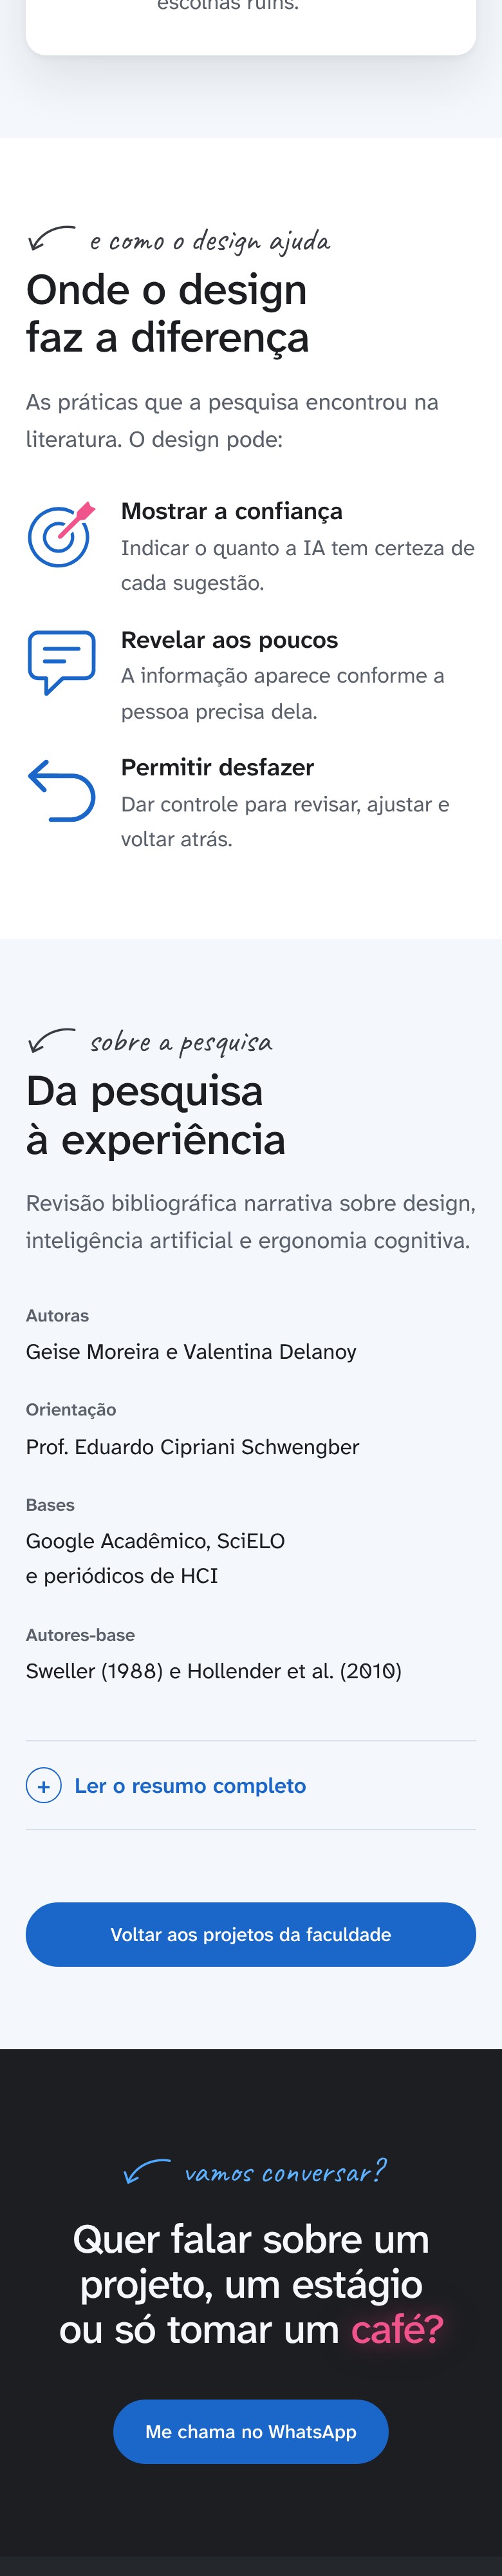 escolhas ruins.
e como o design ajuda
Onde o design
faz a diferença
As práticas que a pesquisa encontrou na
literatura. O design pode:
Mostrar a confiança
Indicar o quanto a IA tem certeza de
cada sugestão.
Revelar aos poucos
A informação aparece conforme a
pessoa precisa dela.
Permitir desfazer
Dar controle para revisar, ajustar e
voltar atrás.
sobre a pesquisa
Da pesquisa
à experiência
Revisão bibliográfica narrativa sobre design,
inteligência artificial e ergonomia cognitiva.
Autoras
Geise Moreira e Valentina Delanoy
Orientação
Prof. Eduardo Cipriani Schwengber
Bases
Google Acadêmico, SciELO
e periódicos de HCI
Autores-base
Sweller (1988) e Hollender et al. (2010)
+ Ler o resumo completo
Voltar aos projetos da faculdade
vamos conversar?
Quer falar sobre um
projeto, um estágio
ou só tomar um café?
Me chama no WhatsApp